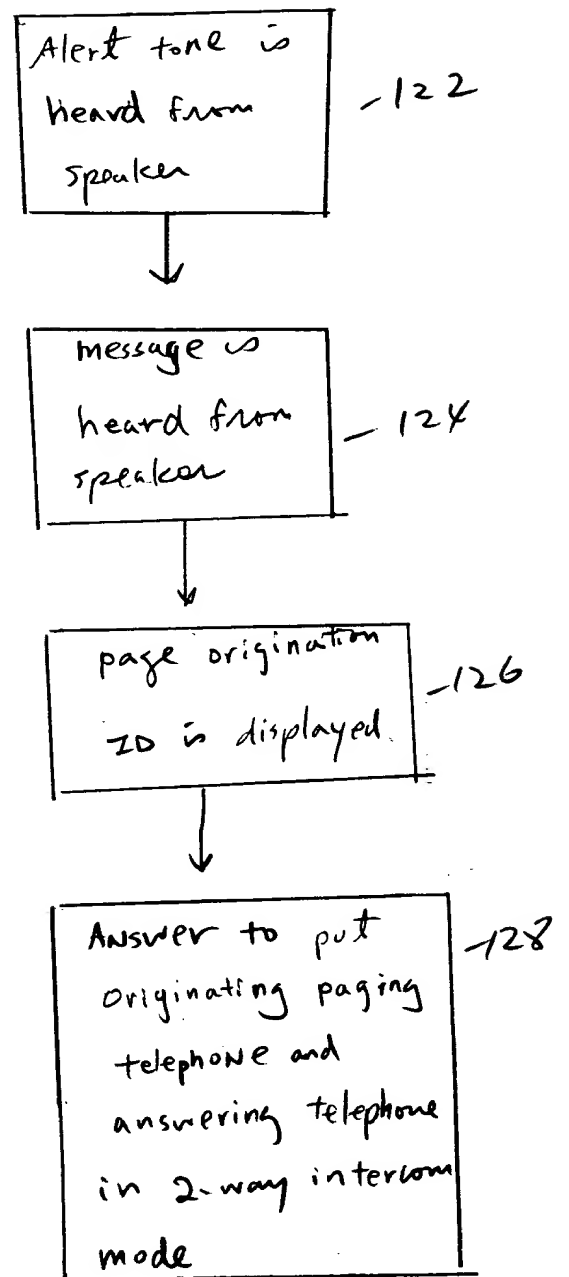 Alert tone is
heard from
speaker
122
message is
heard from
speaker
124
page origination
ID is displayed.
126
Answer to put
originating paging
telephone and
answering telephone
in 2-way intercom
mode
128